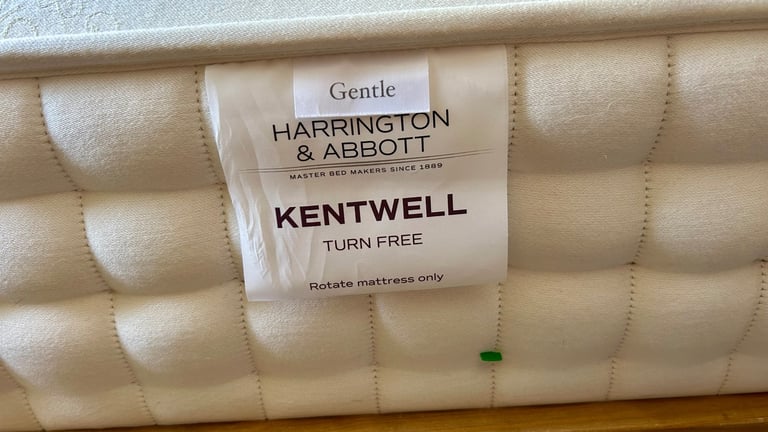 Gentle
HARRINGTON
& ABBOTT
MASTER BED MAKERS SINCE 1889
KENTWELL
TURN FREE
Rotate mattress only